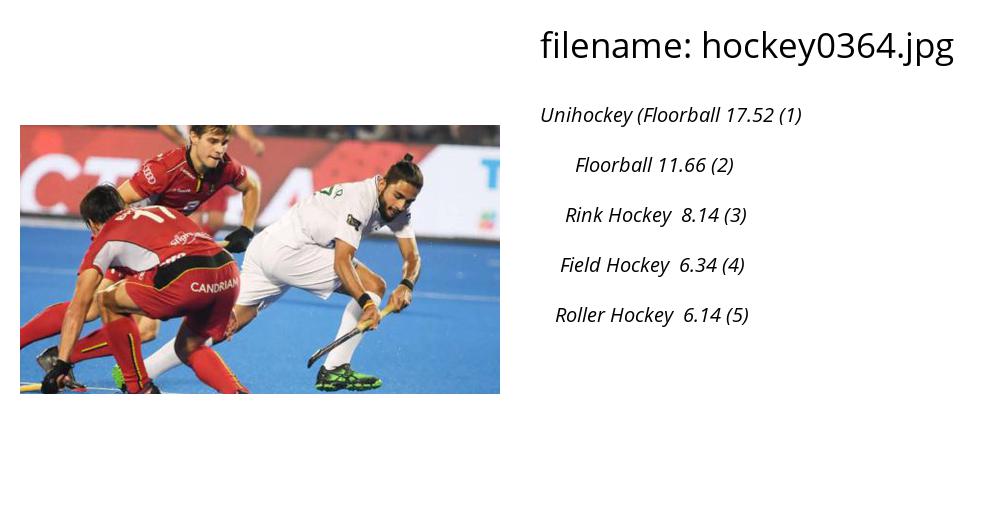 filename: hockey0364.jpg
Unihockey (Floorball 17.52 (1)
Floorball 11.66 (2)
Rink Hockey 8.14 (3)
Field Hockey 6.34 (4)
Roller Hockey 6.14 (5)
17
CANDRIAM